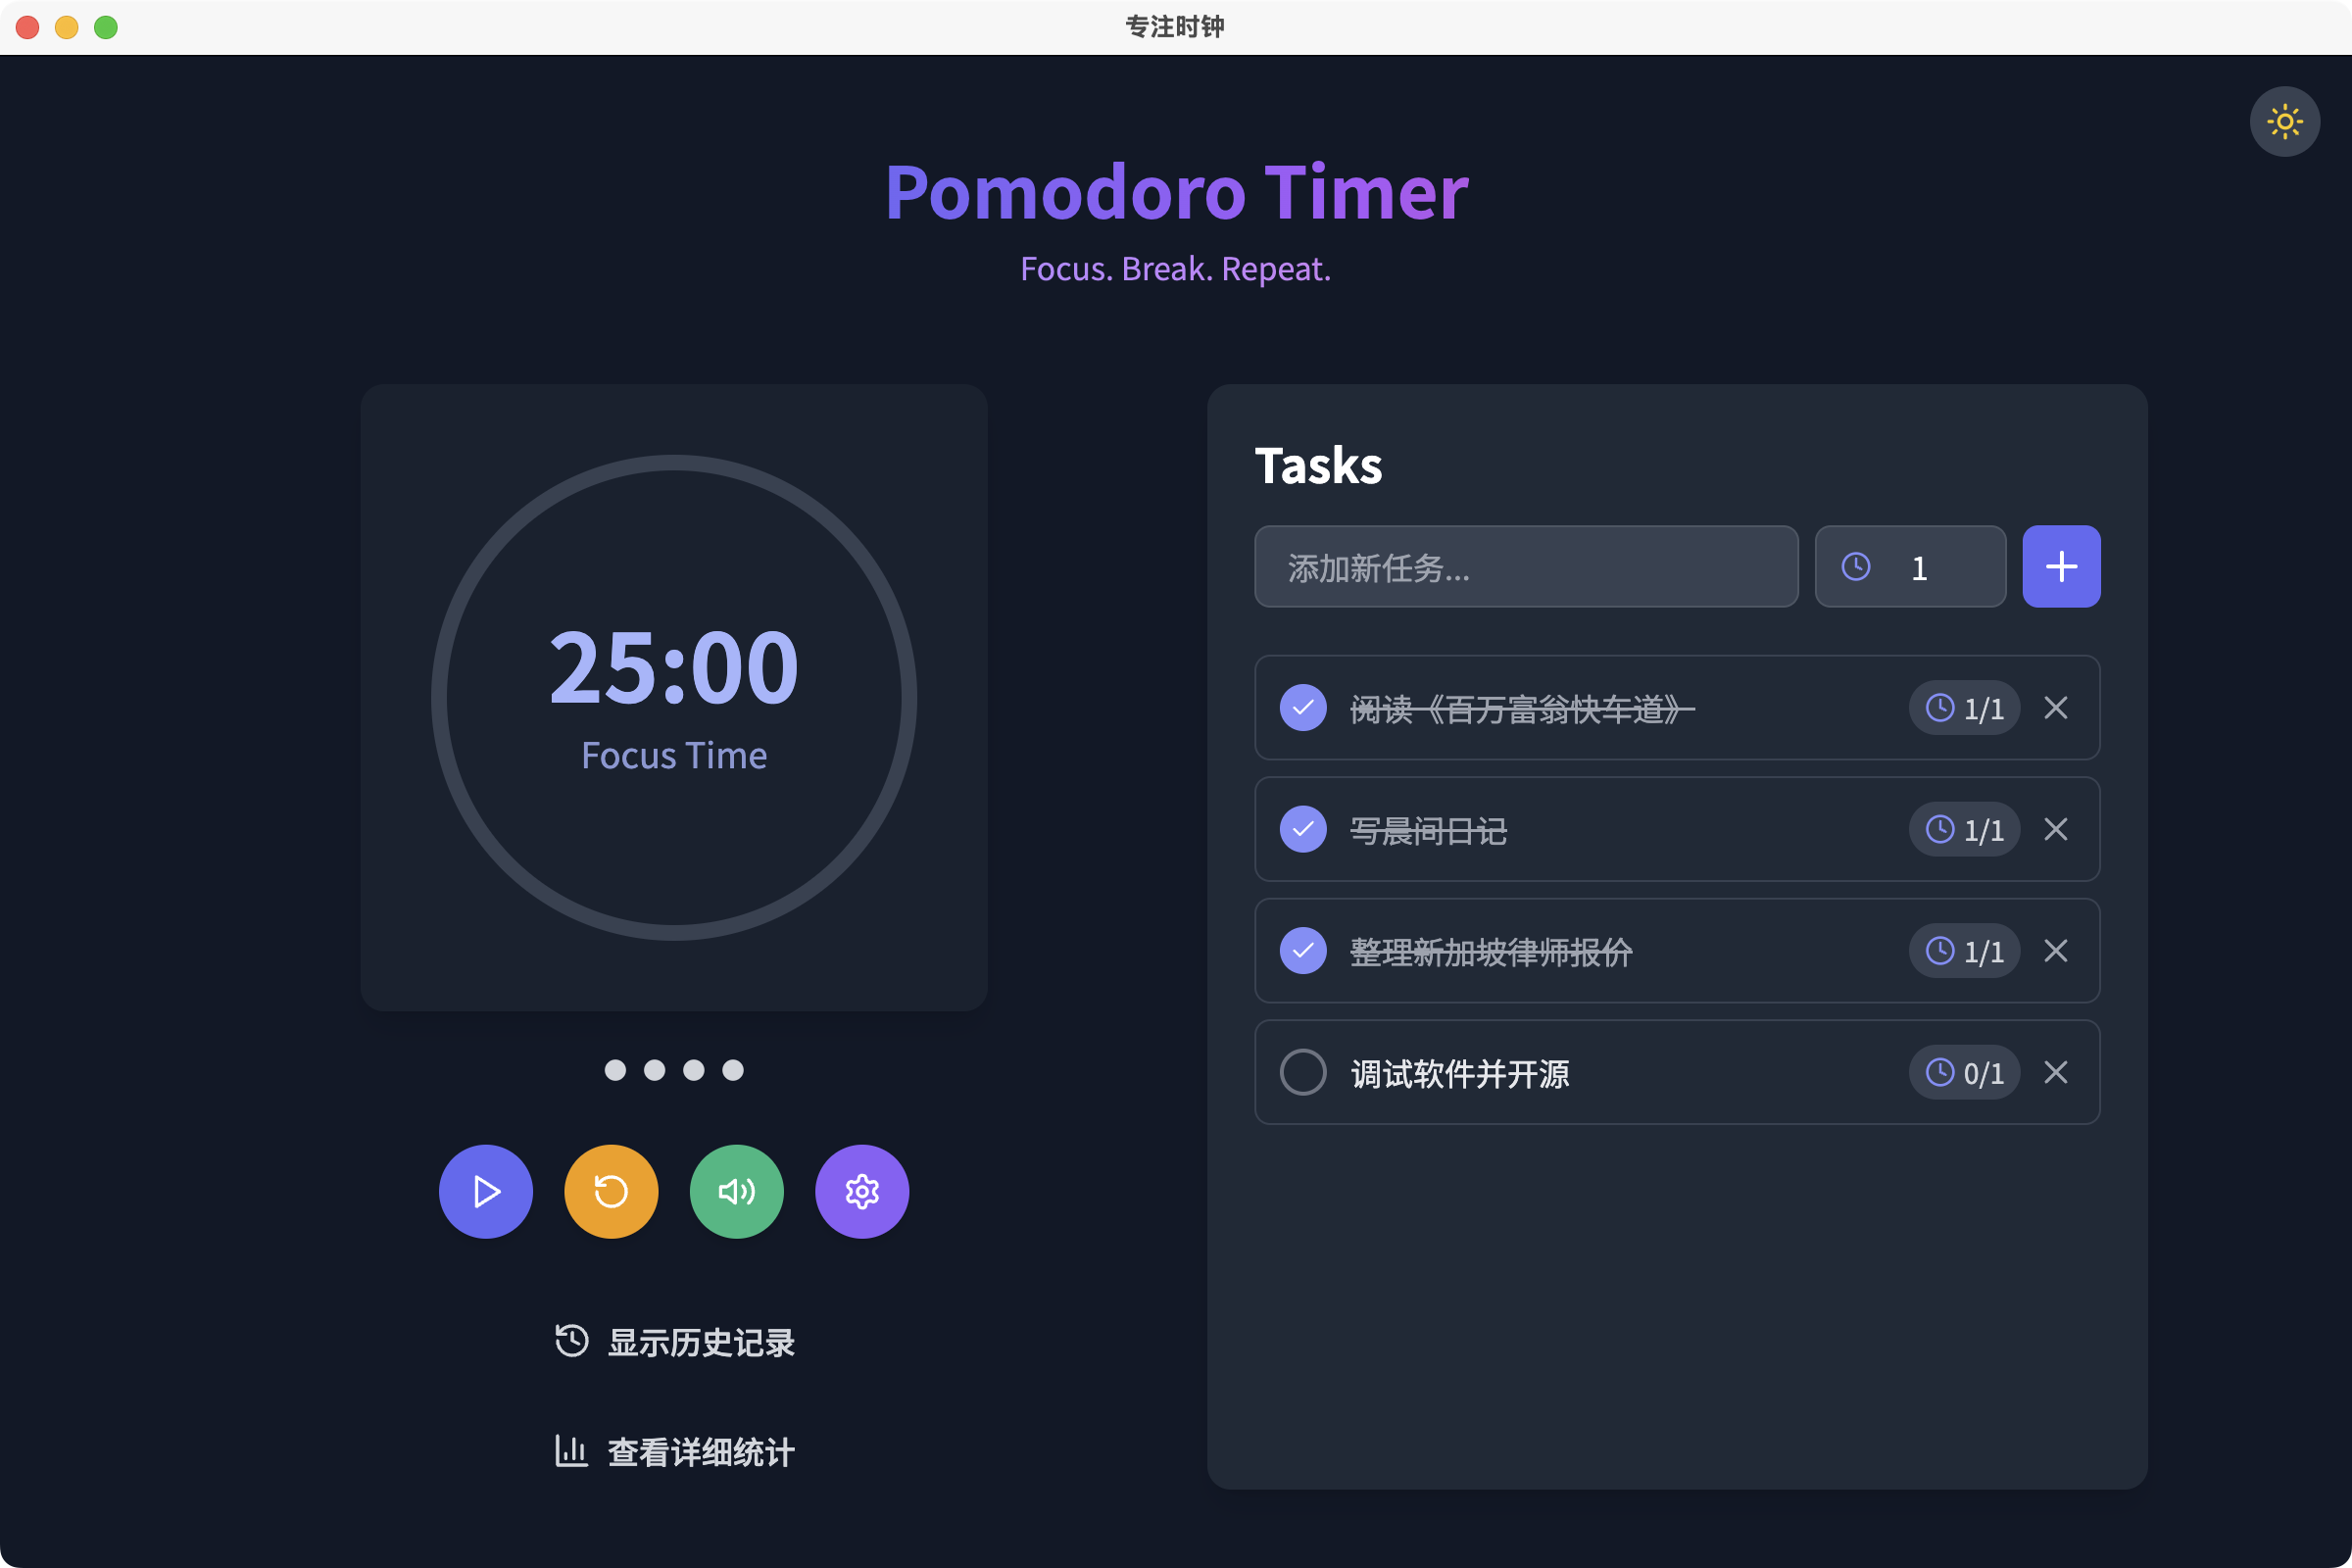 专注时钟
Pomodoro Timer
Focus. Break. Repeat.
25:00
Focus Time
显示历史记录
查看详细统计
Tasks
添加新任务... 1
阅读《百万富翁快车道》 1/1
写晨间日记 1/1
整理新加坡律师报价 1/1
调试软件并开源 0/1